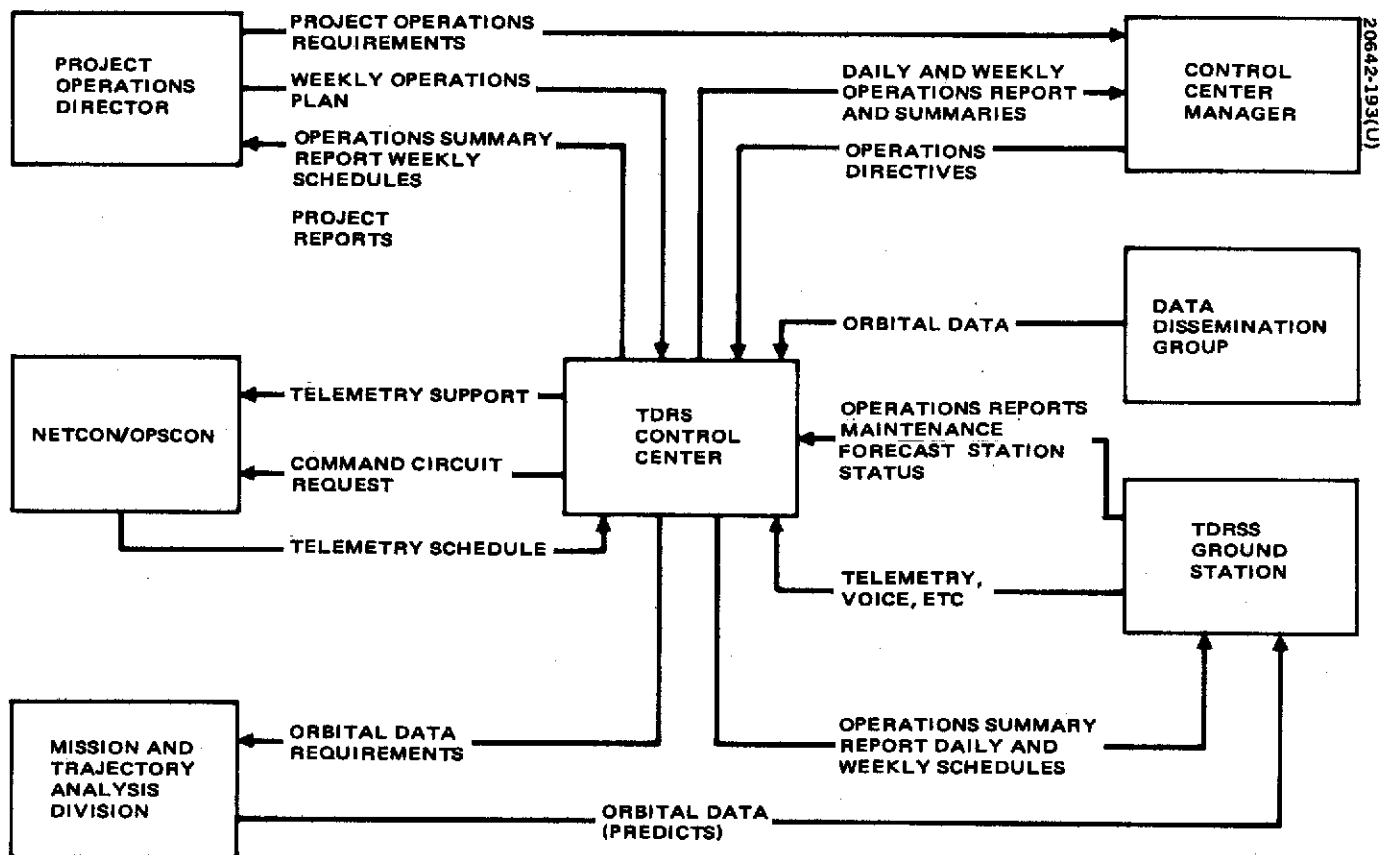 PROJECT OPERATIONS
REQUIREMENTS
PROJECT
OPERATIONS
DIRECTOR
WEEKLY OPERATIONS
PLAN
OPERATIONS SUMMARY
REPORT WEEKLY
SCHEDULES
PROJECT
REPORTS
DAILY AND WEEKLY
OPERATIONS REPORT
AND SUMMARIES
OPERATIONS
DIRECTIVES
CONTROL
CENTER
MANAGER
20642-193(U)
ORBITAL DATA
DATA
DISSEMINATION
GROUP
NETCON/OPSCON
TELEMETRY SUPPORT
COMMAND CIRCUIT
REQUEST
TELEMETRY SCHEDULE
TDRS
CONTROL
CENTER
OPERATIONS REPORTS
MAINTENANCE
FORECAST STATION
STATUS
TELEMETRY,
VOICE, ETC
TDRSS
GROUND
STATION
MISSION AND
TRAJECTORY
ANALYSIS
DIVISION
ORBITAL DATA
REQUIREMENTS
OPERATIONS SUMMARY
REPORT DAILY AND
WEEKLY SCHEDULES
ORBITAL DATA
(PREDICTS)